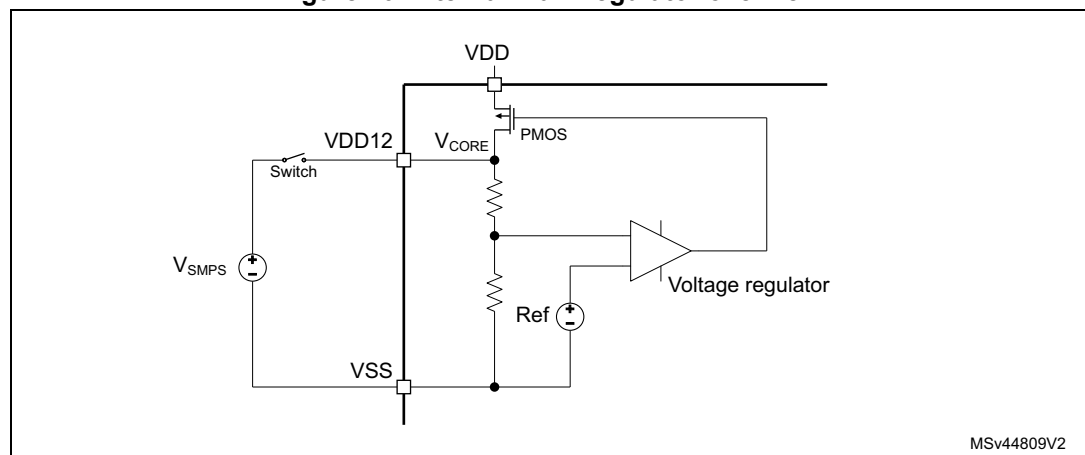 VDD
PMOS
VDD12
VCORE
Switch
VSMPS
Voltage regulator
Ref
VSS
MSv44809V2